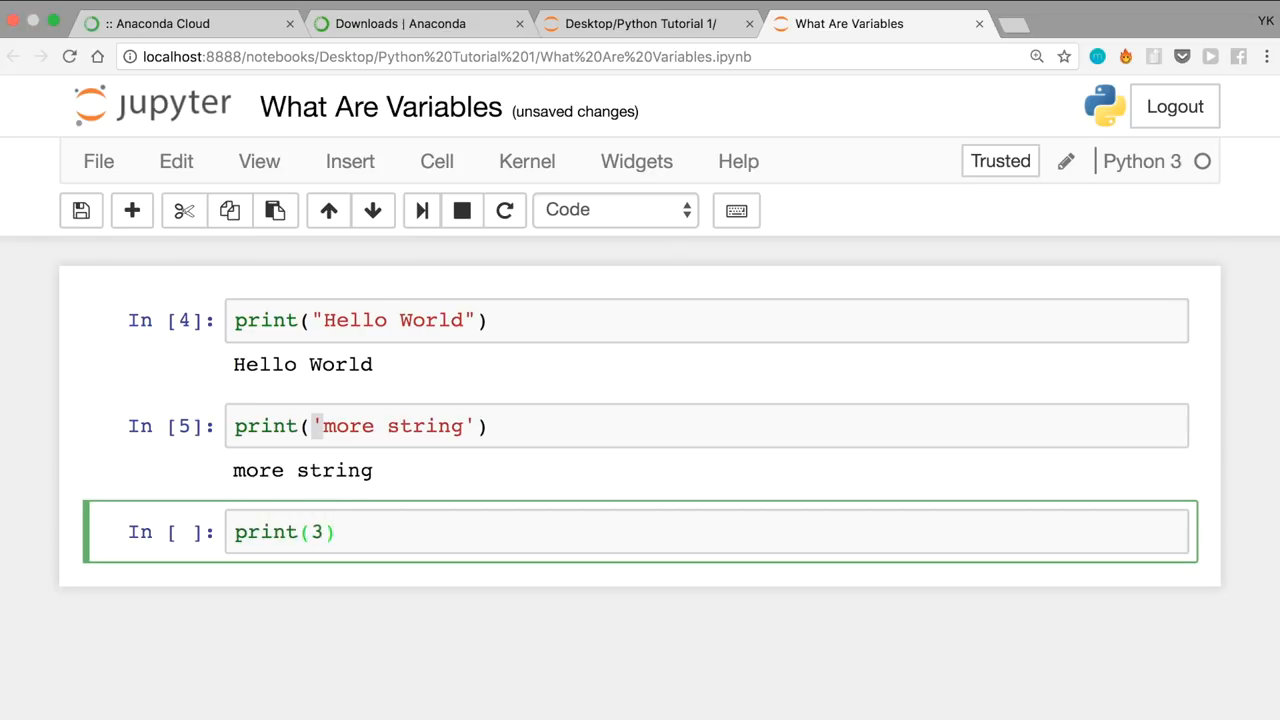 :: Anaconda Cloud × Downloads | Anaconda × Desktop/Python Tutorial 1/ × What Are Variables × YK
localhost:8888/notebooks/Desktop/Python%20Tutorial%201/What%20Are%20Variables.ipynb
jupyter What Are Variables (unsaved changes) Logout
File Edit View Insert Cell Kernel Widgets Help Trusted Python 3
Code
In [4]: print("Hello World")
Hello World
In [5]: print('more string')
more string
In [ ]: print(3)